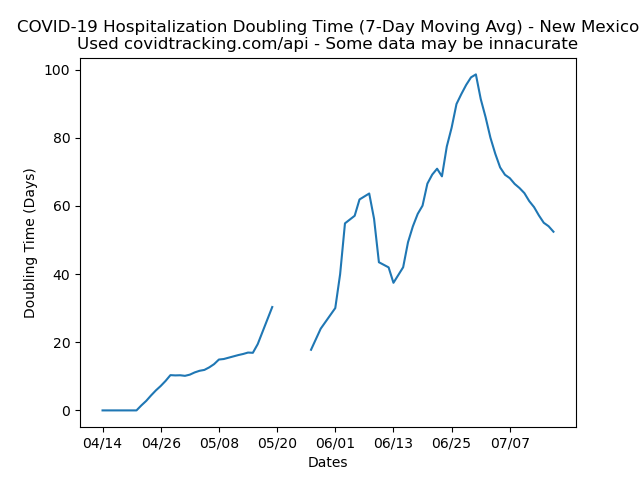 COVID-19 Hospitalization Doubling Time (7-Day Moving Avg) - New Mexico
Used covidtracking.com/api - Some data may be innacurate
100
80
60
40
20
0
Doubling Time (Days)
04/14 04/26 05/08 05/20 06/01 06/13 06/25 07/07
Dates